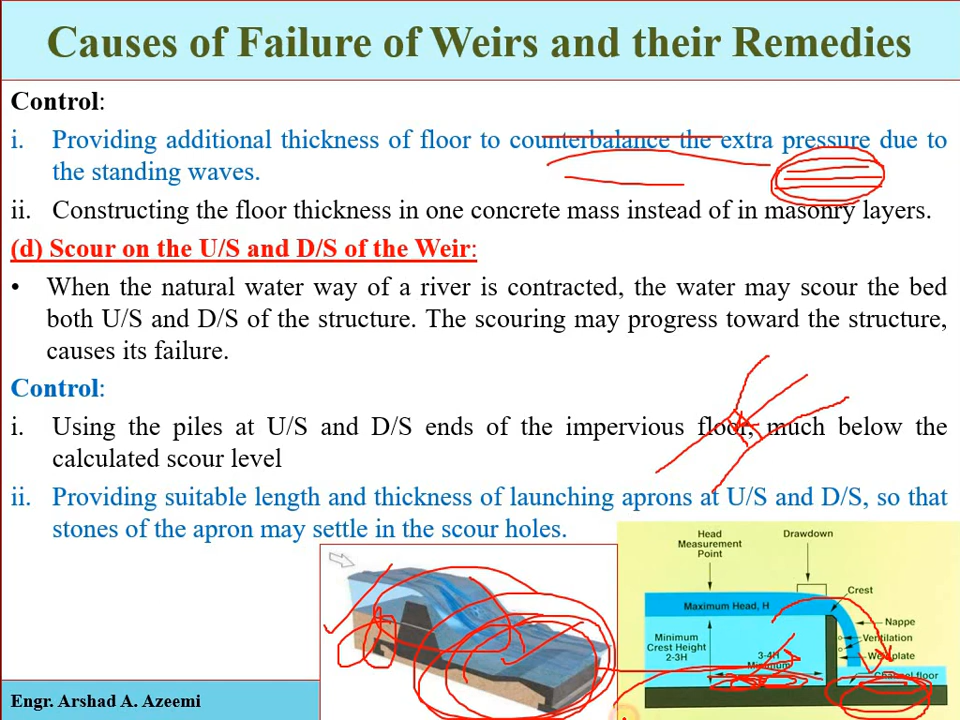 Causes of Failure of Weirs and their Remedies
Control:
i. Providing additional thickness of floor to counterbalance the extra pressure due to
the standing waves.
ii. Constructing the floor thickness in one concrete mass instead of in masonry layers.
(d) Scour on the U/S and D/S of the Weir:
• When the natural water way of a river is contracted, the water may scour the bed
both U/S and D/S of the structure. The scouring may progress toward the structure,
causes its failure.
Control:
i. Using the piles at U/S and D/S ends of the impervious floor, much below the
calculated scour level
ii. Providing suitable length and thickness of launching aprons at U/S and D/S, so that
stones of the apron may settle in the scour holes.
Head
Measurement
Point
Drawdown
Crest
Maximum Head, H
Nappe
Ventilation
Weir plate
Minimum
Crest Height
2-3H
3-4H
Minimum
Channel floor
Engr. Arshad A. Azeemi